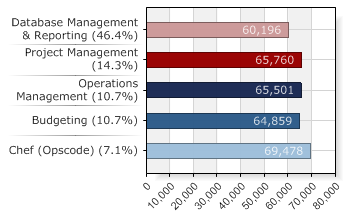 Database Management
& Reporting (46.4%)
60,196
Project Management
(14.3%)
65,760
Operations
Management (10.7%)
65,501
Budgeting (10.7%)
64,859
Chef (Opscode) (7.1%)
69,478
0
10,000
20,000
30,000
40,000
50,000
60,000
70,000
80,000